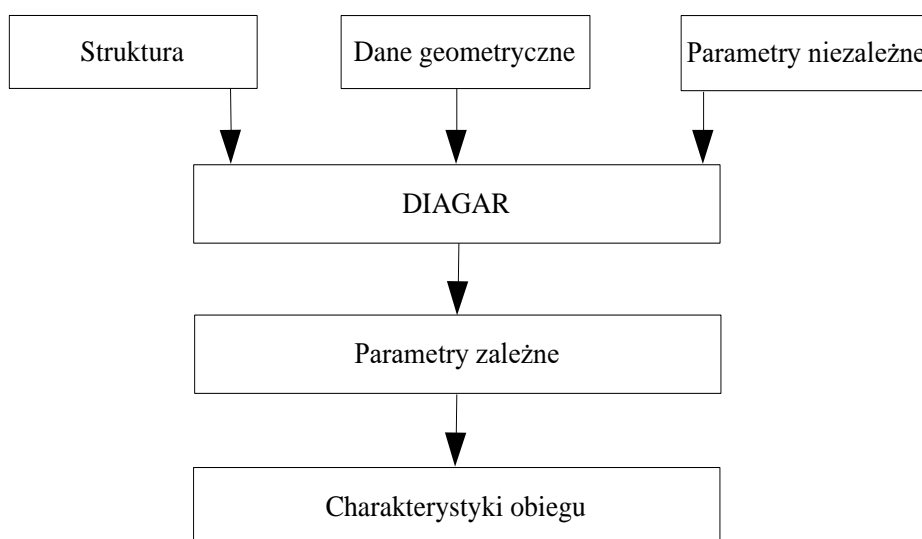 Struktura
Dane geometryczne
Parametry niezależne
DIAGAR
Parametry zależne
Charakterystyki obiegu